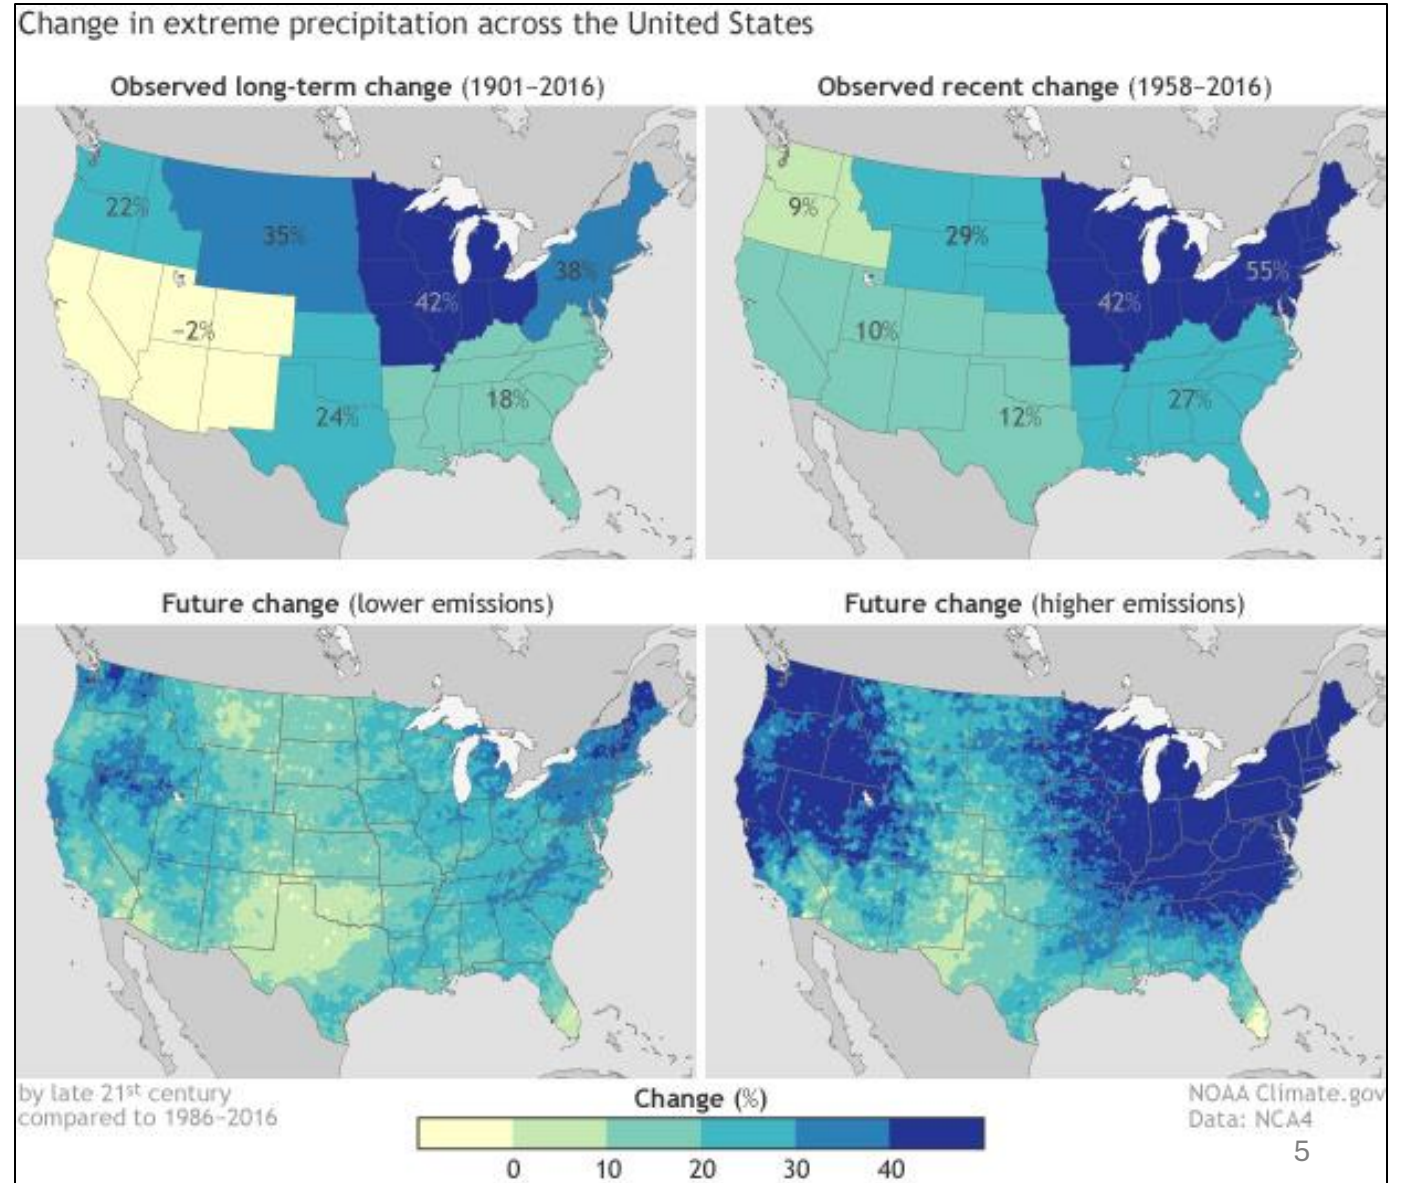 Change in extreme precipitation across the United States
Observed long-term change (1901–2016)
22%
35%
38%
42%
−2%
18%
24%
Observed recent change (1958–2016)
9%
29%
55%
42%
10%
27%
12%
Future change (lower emissions)
Future change (higher emissions)
by late 21st century
compared to 1986–2016
Change (%)
0 10 20 30 40
NOAA Climate.gov
Data: NCA4
5